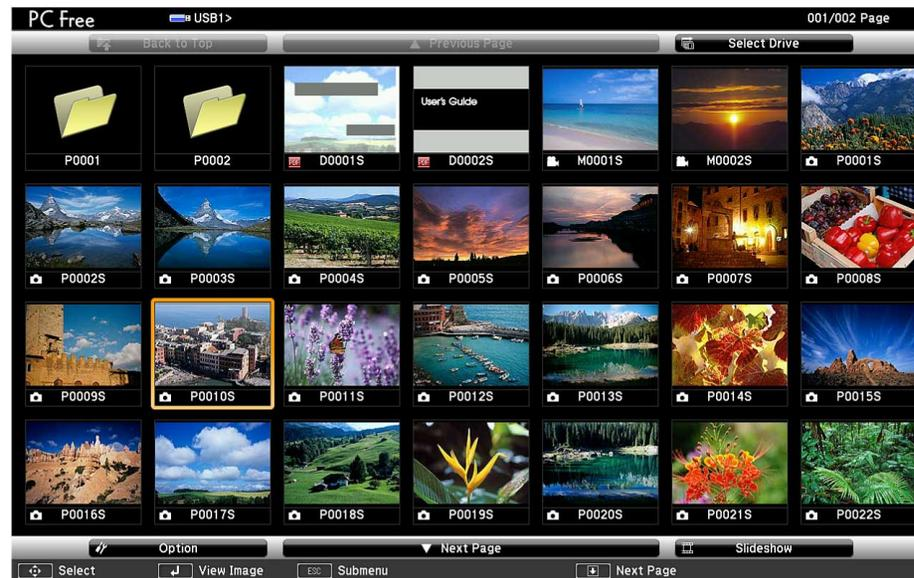 PC Free USB1> 001/002 Page
Back to Top ▲ Previous Page Select Drive
User's Guide
P0001 P0002 PDF D0001S PDF D0002S M0001S M0002S P0001S
P0002S P0003S P0004S P0005S P0006S P0007S P0008S
P0009S P0010S P0011S P0012S P0013S P0014S P0015S
P0016S P0017S P0018S P0019S P0020S P0021S P0022S
Option ▼ Next Page Slideshow
Select View Image ESC Submenu Next Page